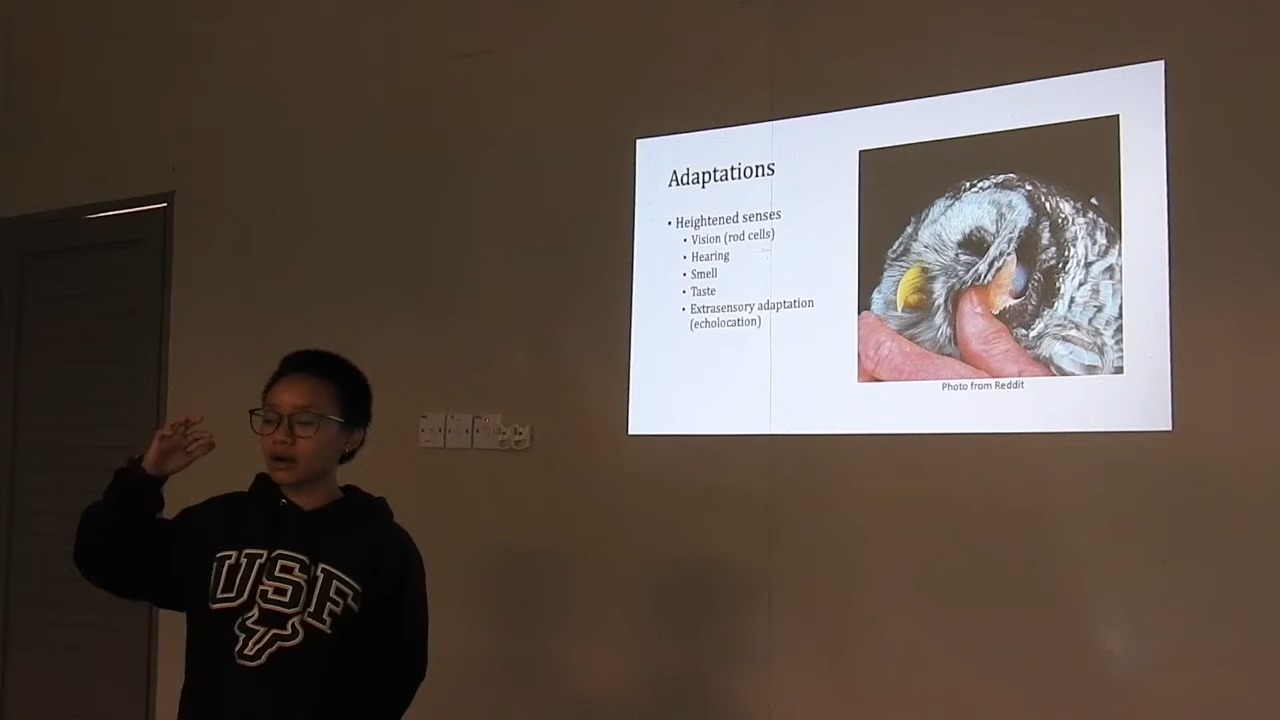 Adaptations
• Heightened senses
• Vision (rod cells)
• Hearing
• Smell
• Taste
• Extrasensory adaptation
(echolocation)
Photo from Reddit
USF